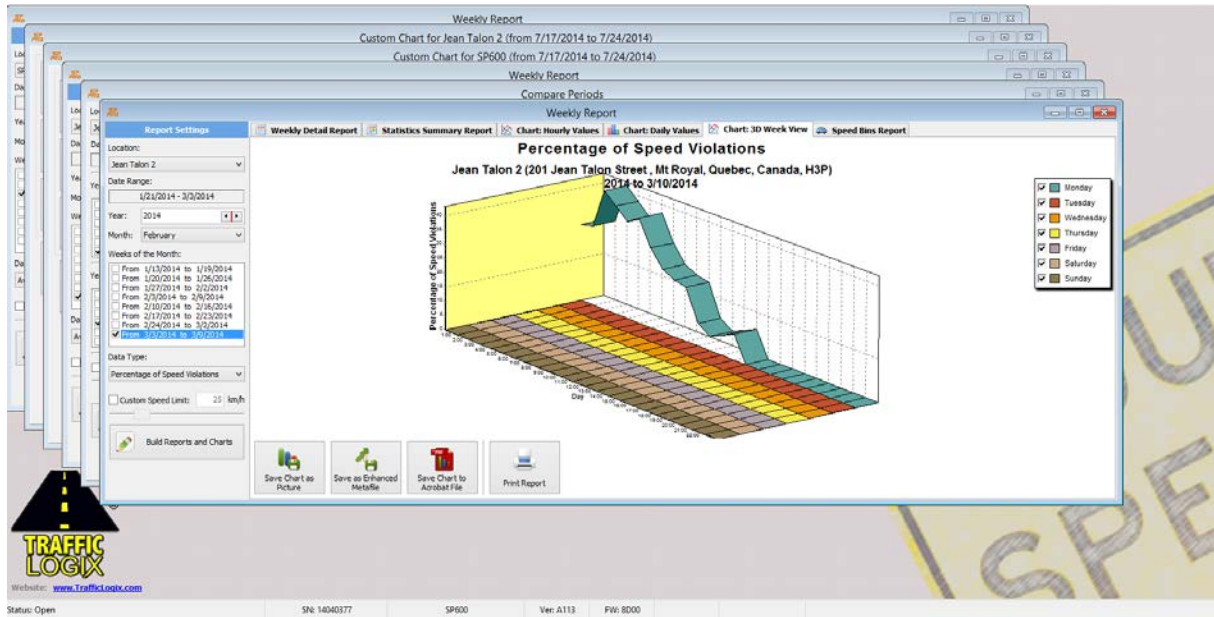 Weekly Report
Custom Chart for Jean Talon 2 (from 7/17/2014 to 7/24/2014)
Custom Chart for SP600 (from 7/17/2014 to 7/24/2014)
Weekly Report
Compare Periods
Weekly Report
Report Settings
Weekly Detail Report
Statistics Summary Report
Chart: Hourly Values
Chart: Daily Values
Chart: 3D Week View
Speed Bins Report
Location:
Jean Talon 2
Date Range:
1/21/2014 - 3/3/2014
Year: 2014
Month: February
Weeks of the Month:
From 1/13/2014 to 1/19/2014
From 1/20/2014 to 1/26/2014
From 1/27/2014 to 2/2/2014
From 2/3/2014 to 2/9/2014
From 2/10/2014 to 2/16/2014
From 2/17/2014 to 2/23/2014
From 2/24/2014 to 3/2/2014
From 3/3/2014 to 3/9/2014
Data Type:
Percentage of Speed Violations
Custom Speed Limit: 25 km/h
Build Reports and Charts
Percentage of Speed Violations
Jean Talon 2 (201 Jean Talon Street , Mt Royal, Quebec, Canada, H3P)
2014 to 3/10/2014
Percentage of Speed Violations
Day
Monday
Tuesday
Wednesday
Thursday
Friday
Saturday
Sunday
Save Chart as Picture
Save as Enhanced Metafile
Save Chart to Acrobat File
Print Report
TRAFFIC
LOGIX
Website: www.TrafficLogix.com
Status: Open
SN: 14040377
SP600
Ver: A113
FW: 8D00